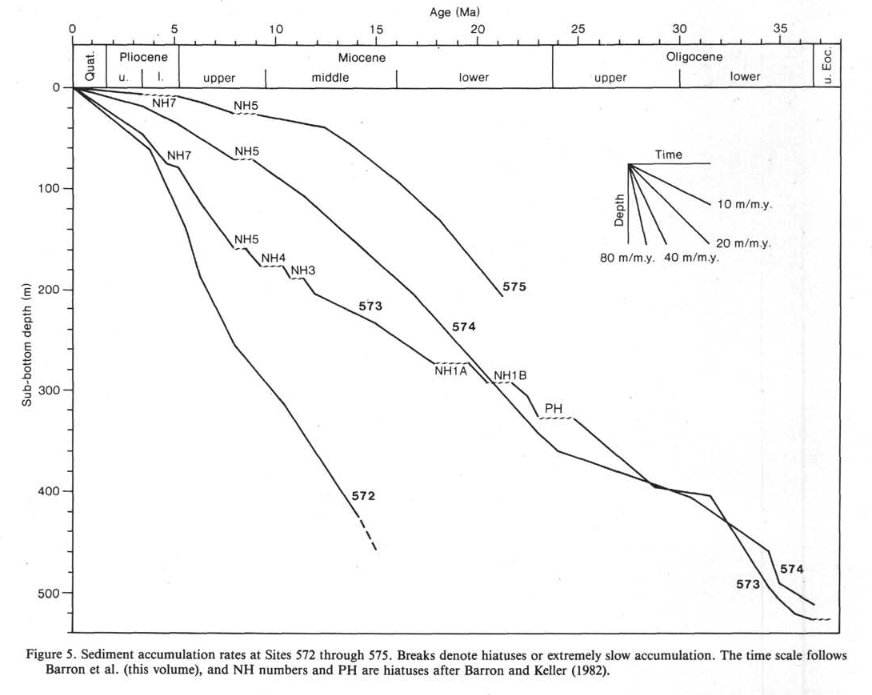 Age (Ma)
0 5 10 15 20 25 30 35
Quat. Pliocene Miocene Oligocene u. Eoc.
u. l. upper middle lower upper lower
0
NH7 NH5
NH5
NH7
Time
100
Depth
10 m/m.y.
20 m/m.y.
80 m/m.y. 40 m/m.y.
NH5
NH4
NH3
Sub-bottom depth (m)
200
575
573
574
300
NH1A NH1B
PH
400
572
500
573
574
Figure 5. Sediment accumulation rates at Sites 572 through 575. Breaks denote hiatuses or extremely slow accumulation. The time scale follows
Barron et al. (this volume), and NH numbers and PH are hiatuses after Barron and Keller (1982).